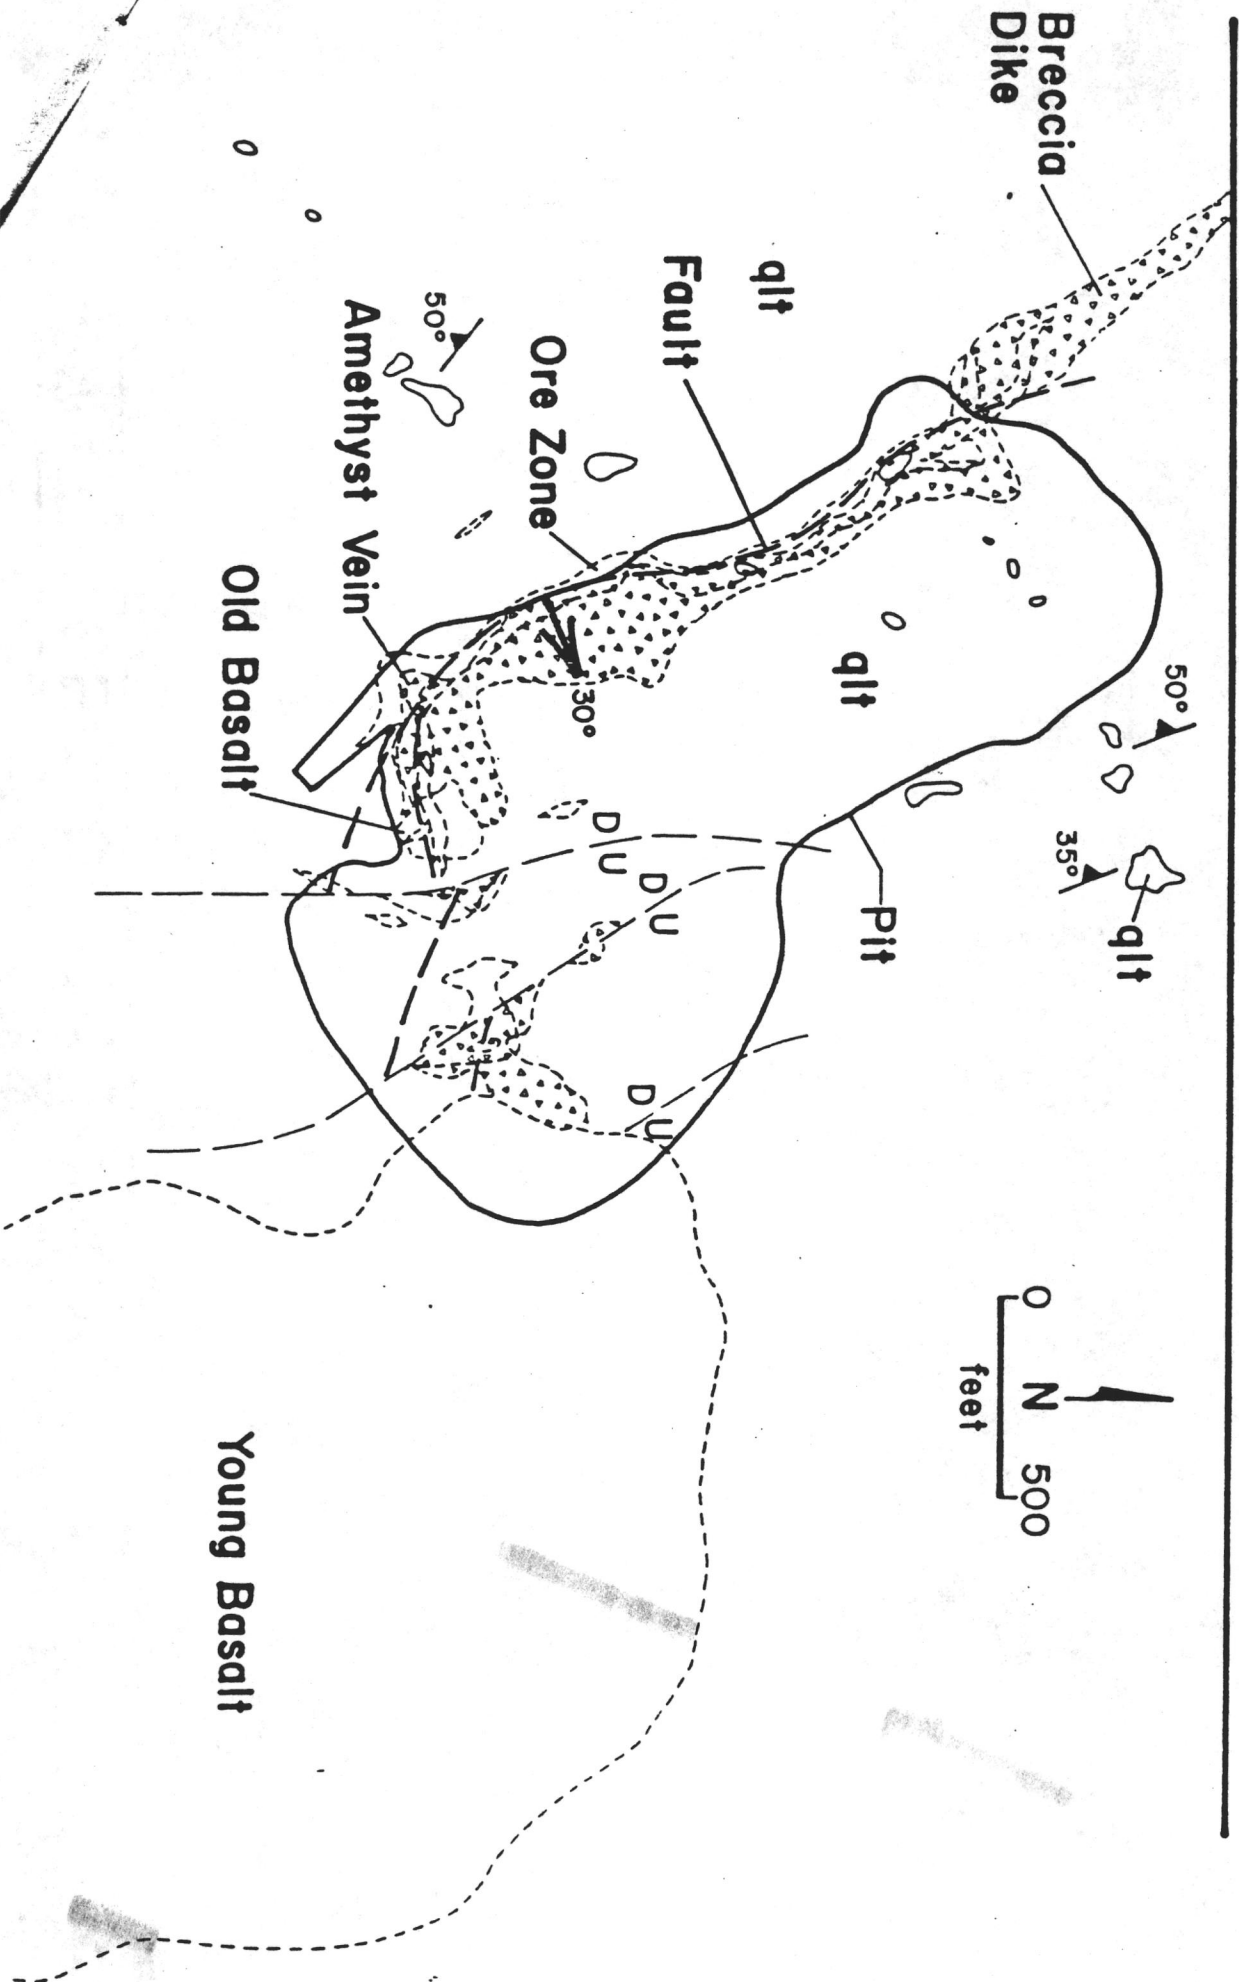 50°
qlt
35°
Breccia
Dike
0 N 500
feet
Pit
qlt
qlt
Fault
D U
D U
D U
30°
Ore Zone
50°
Amethyst Vein
Old Basalt
Young Basalt